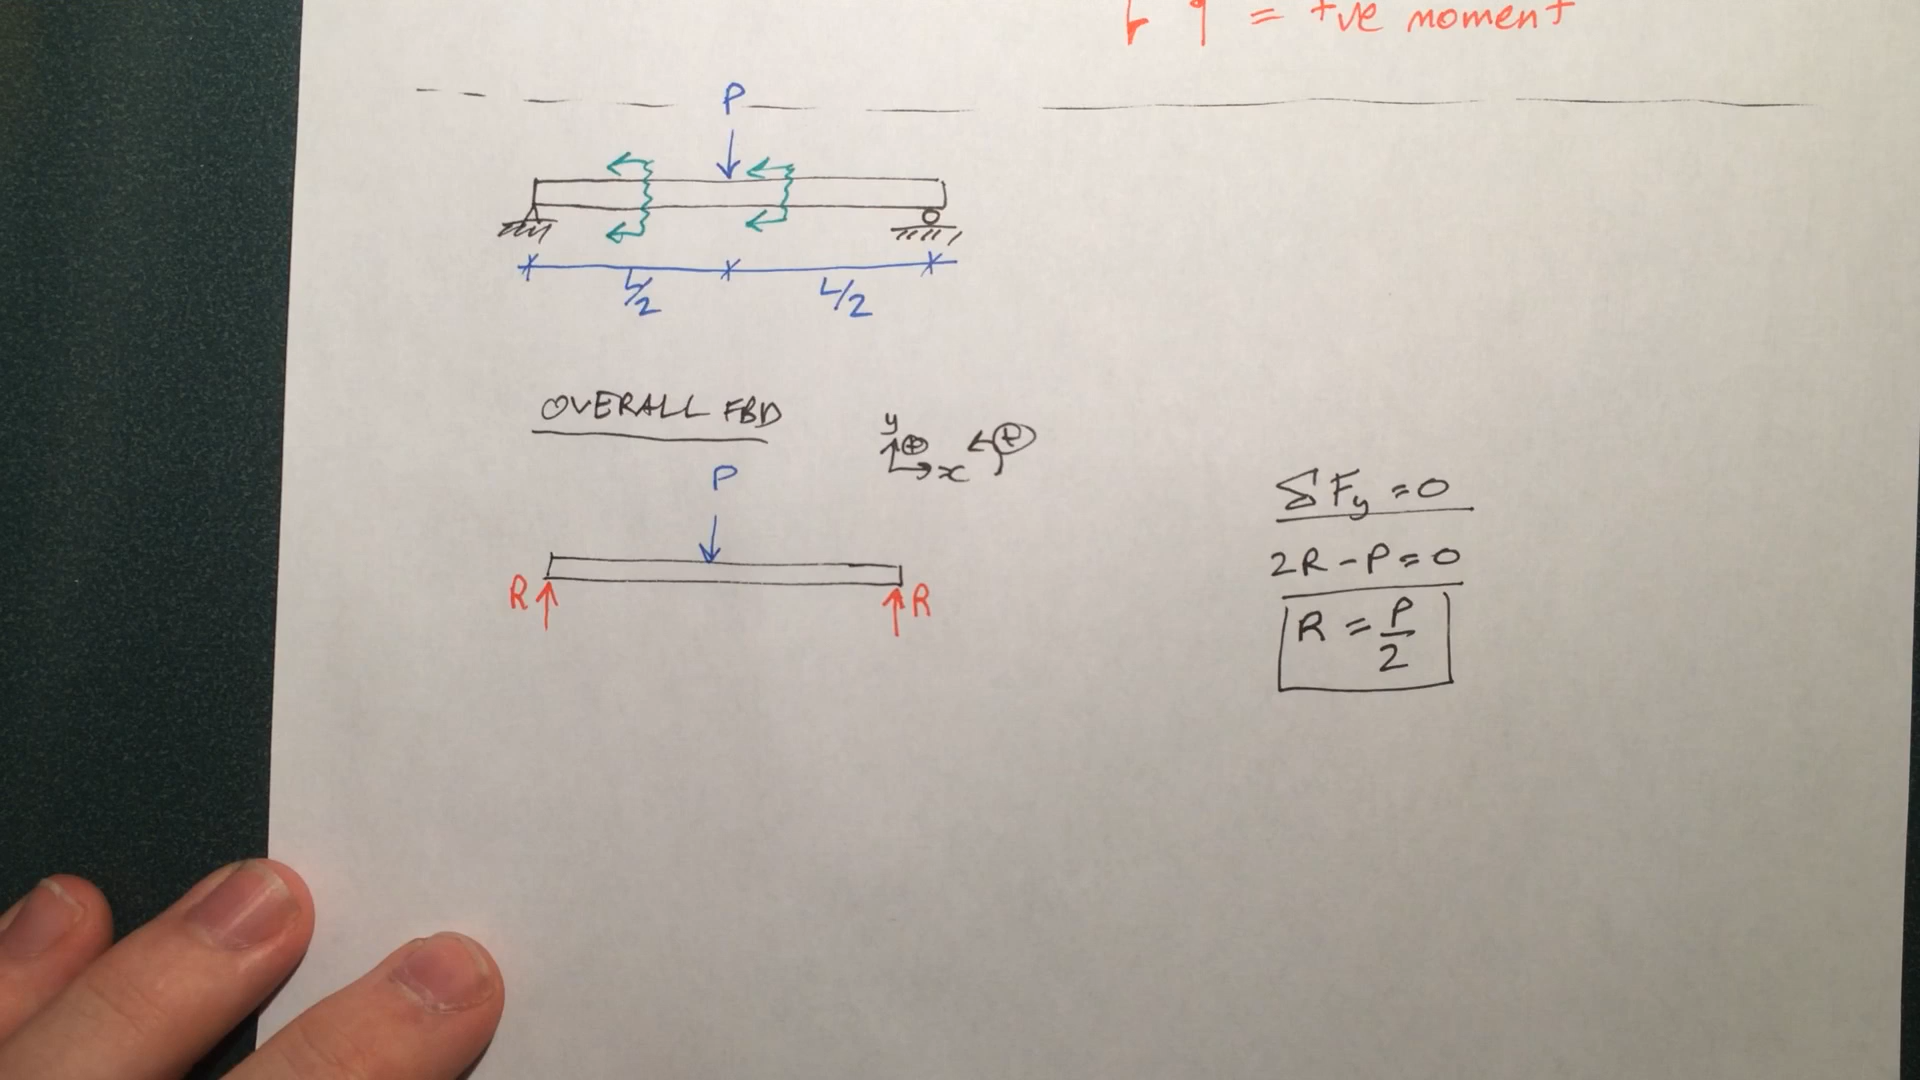 = +ve moment
P
L/2 L/2
OVERALL FBD
y
⊕
⊕
x
P
R R
ΣFy = 0
2R - P = 0
R = P/2